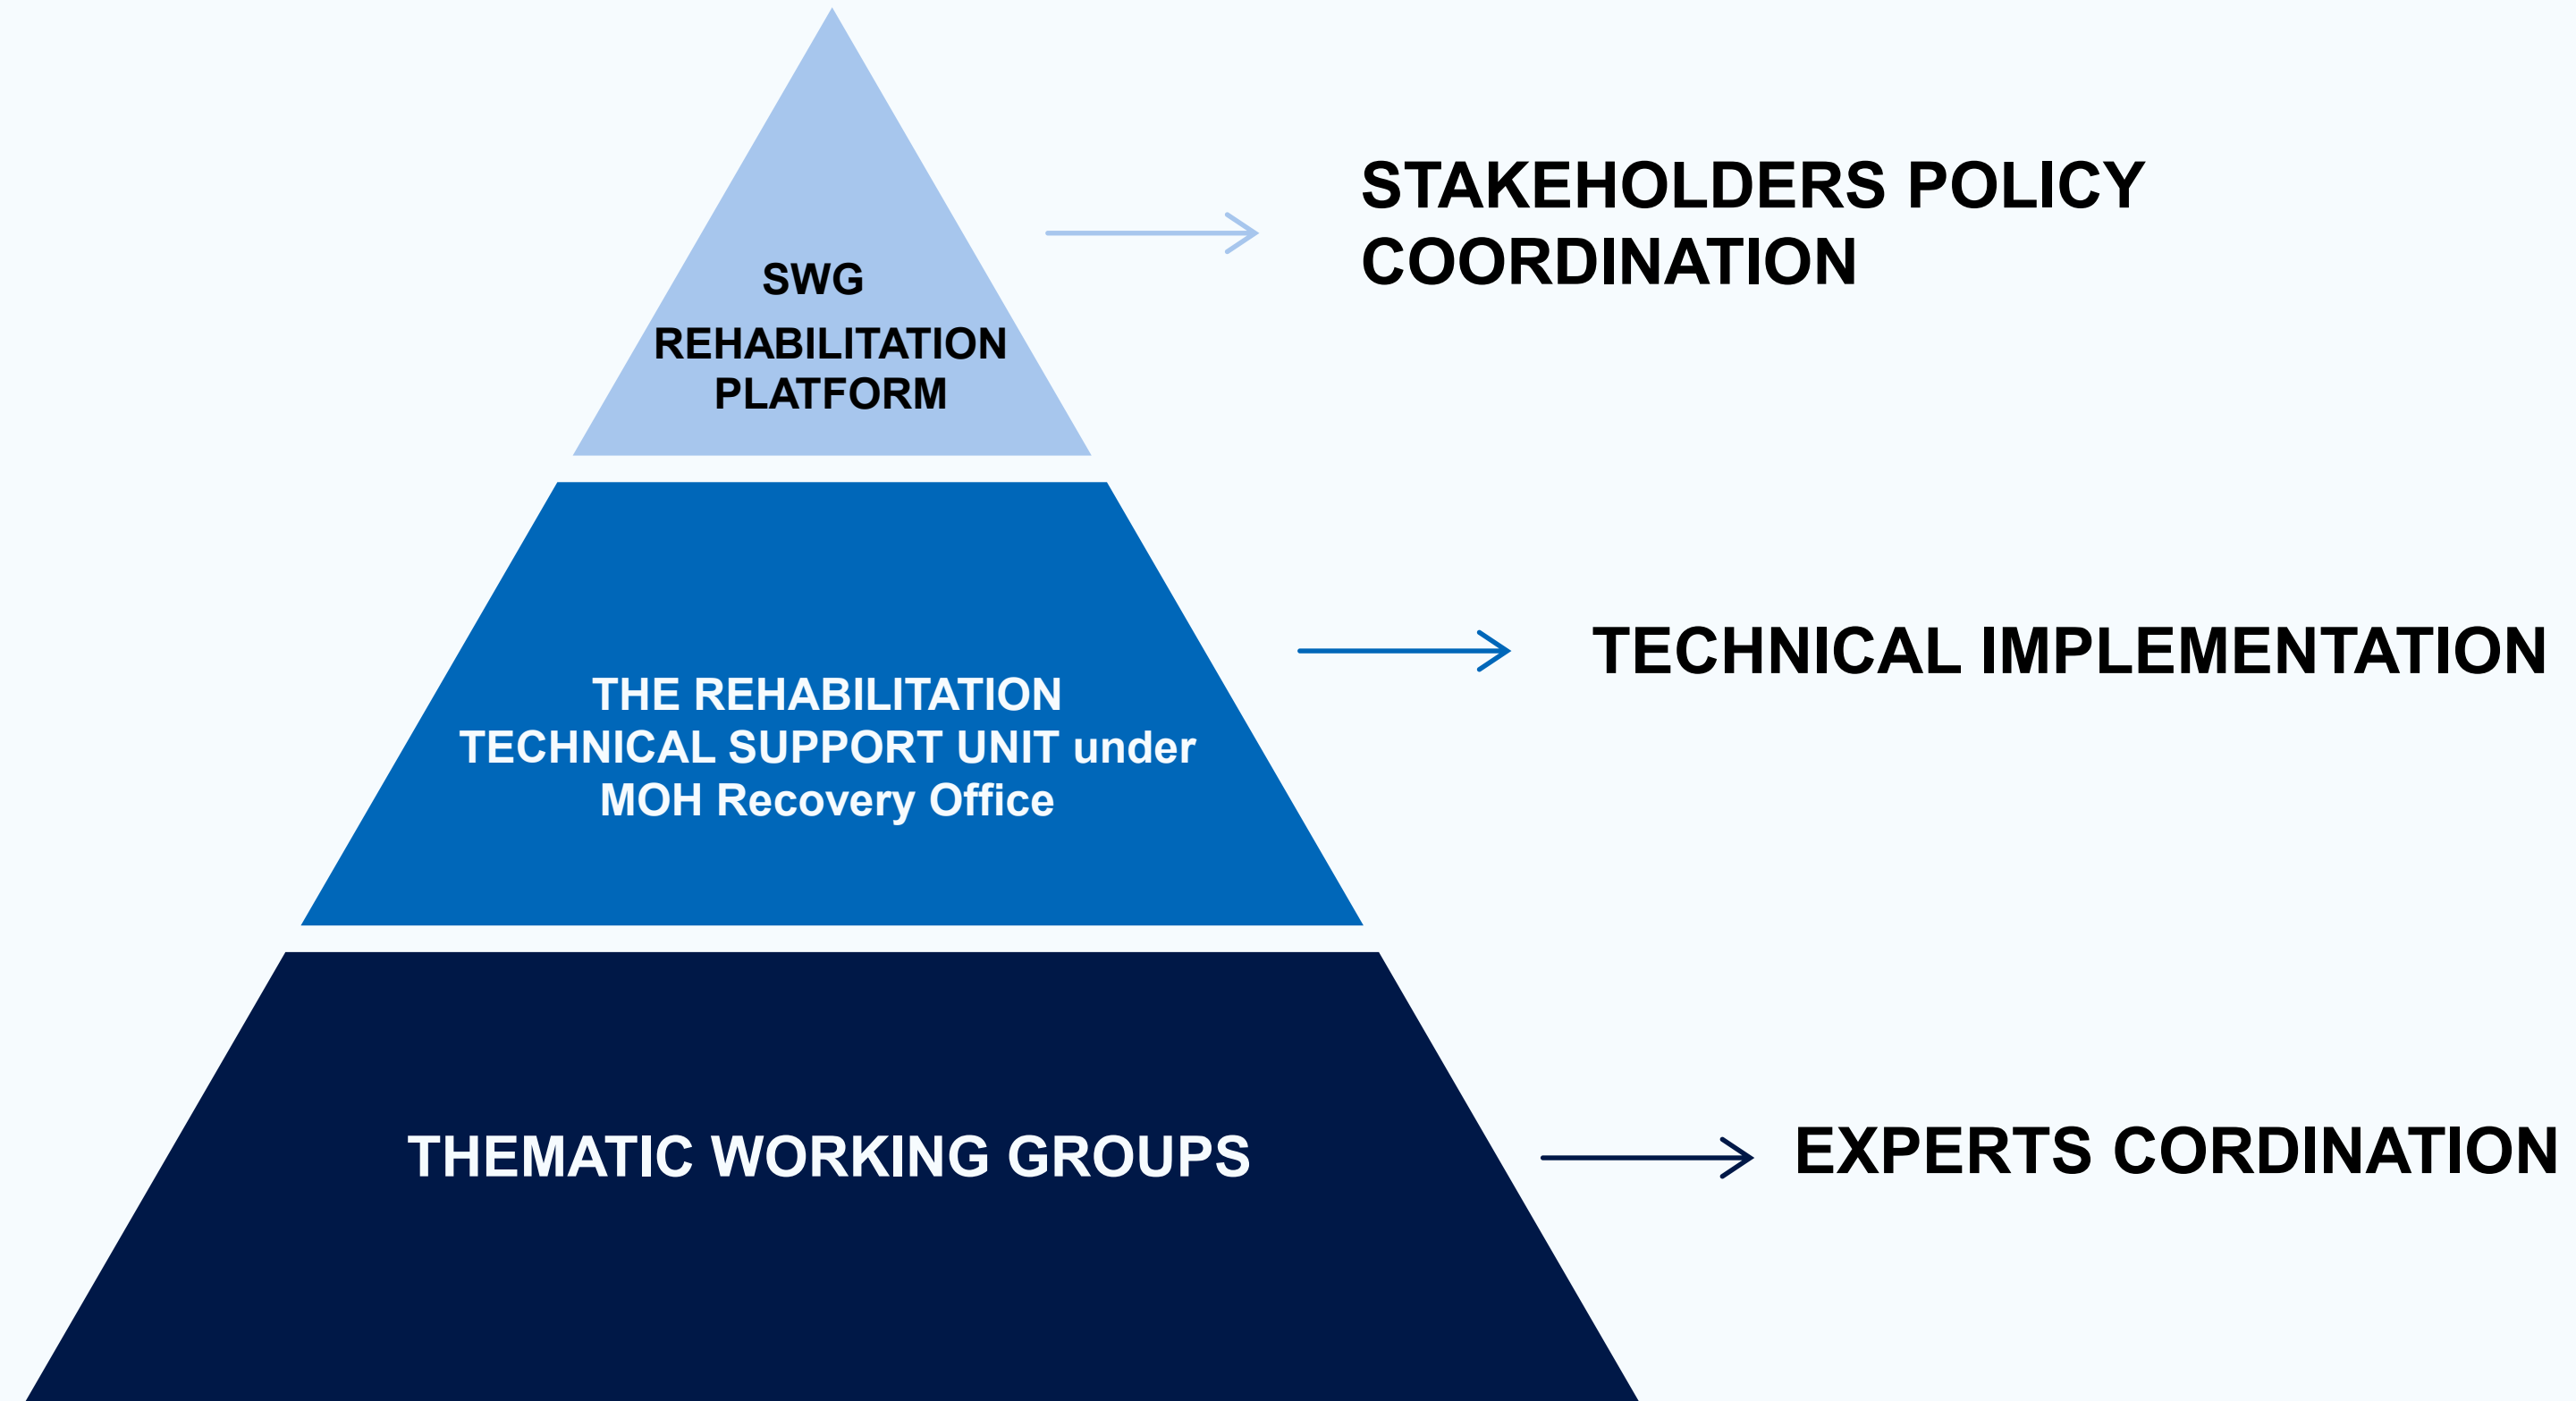 SWG
REHABILITATION
PLATFORM
STAKEHOLDERS POLICY
COORDINATION
THE REHABILITATION
TECHNICAL SUPPORT UNIT under
MOH Recovery Office
TECHNICAL IMPLEMENTATION
THEMATIC WORKING GROUPS
EXPERTS CORDINATION